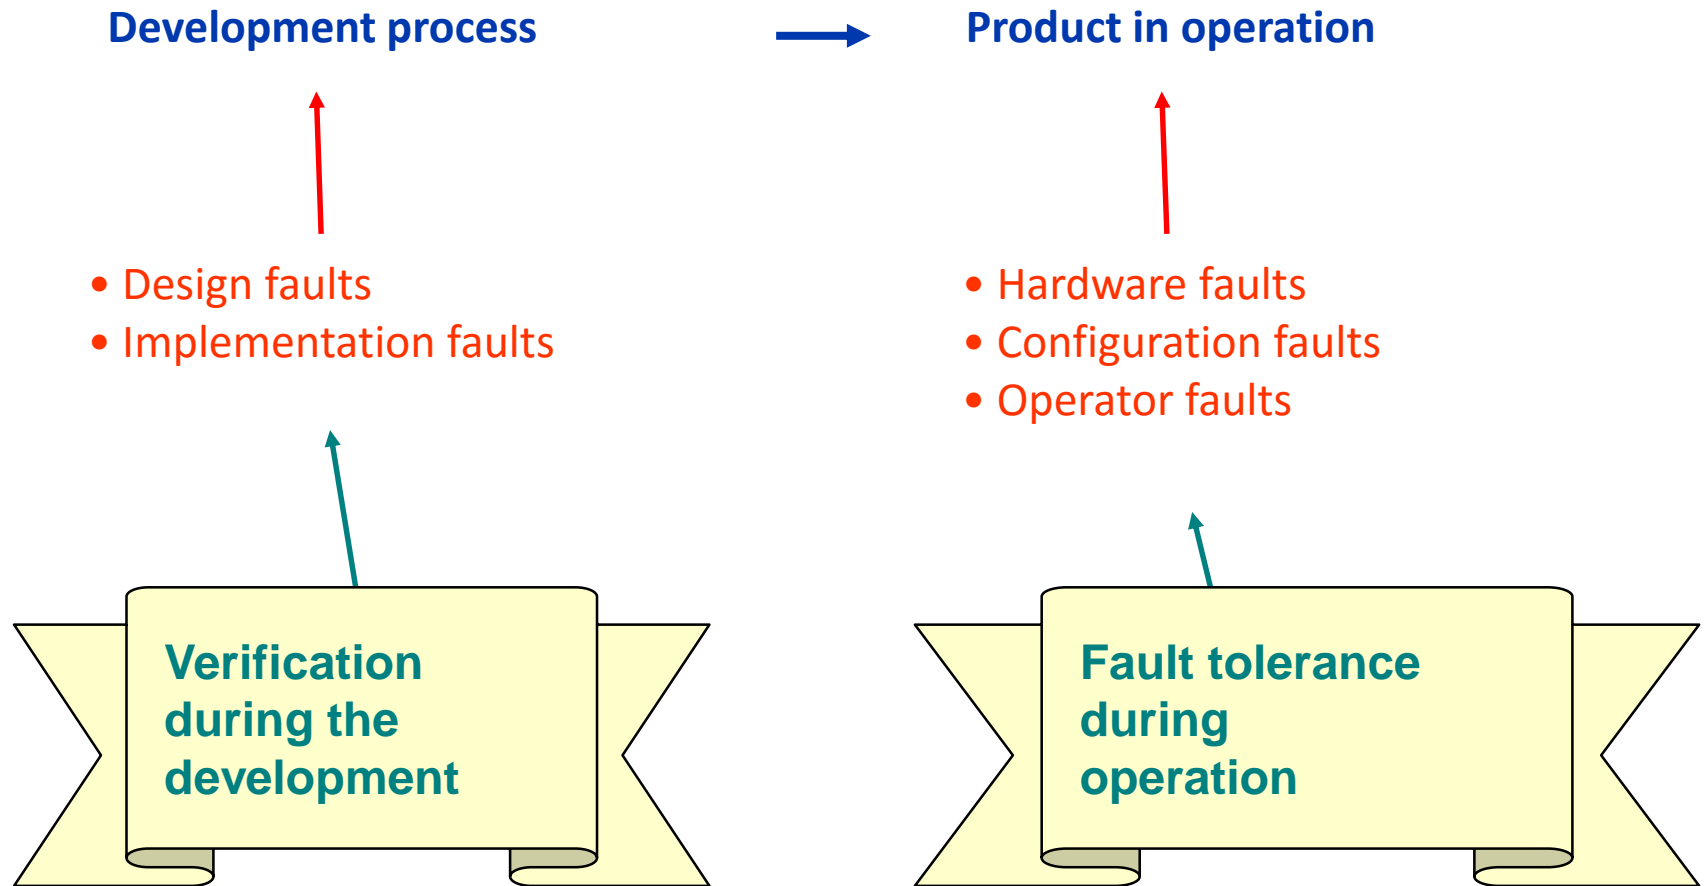 Development process
Product in operation
• Design faults
• Implementation faults
• Hardware faults
• Configuration faults
• Operator faults
Verification
during the
development
Fault tolerance
during
operation